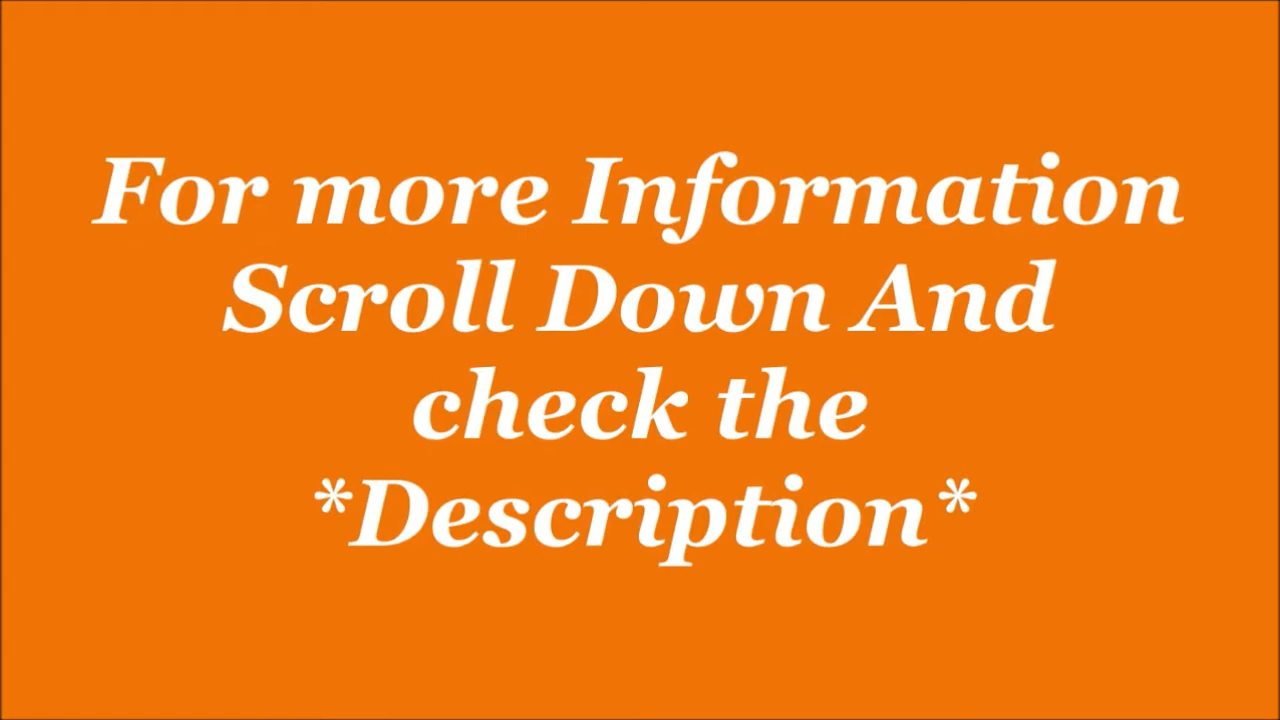 For more Information
Scroll Down And
check the
*Description*